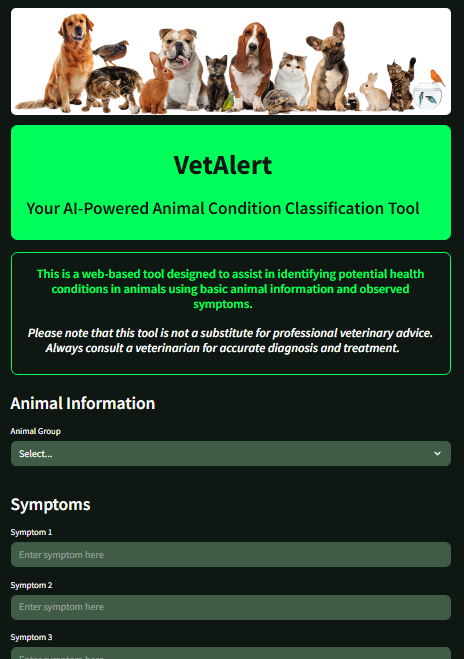 VetAlert
Your AI-Powered Animal Condition Classification Tool
This is a web-based tool designed to assist in identifying potential health
conditions in animals using basic animal information and observed
symptoms.
Please note that this tool is not a substitute for professional veterinary advice.
Always consult a veterinarian for accurate diagnosis and treatment.
Animal Information
Animal Group
Select...
Symptoms
Symptom 1
Enter symptom here
Symptom 2
Enter symptom here
Symptom 3
Enter symptom here